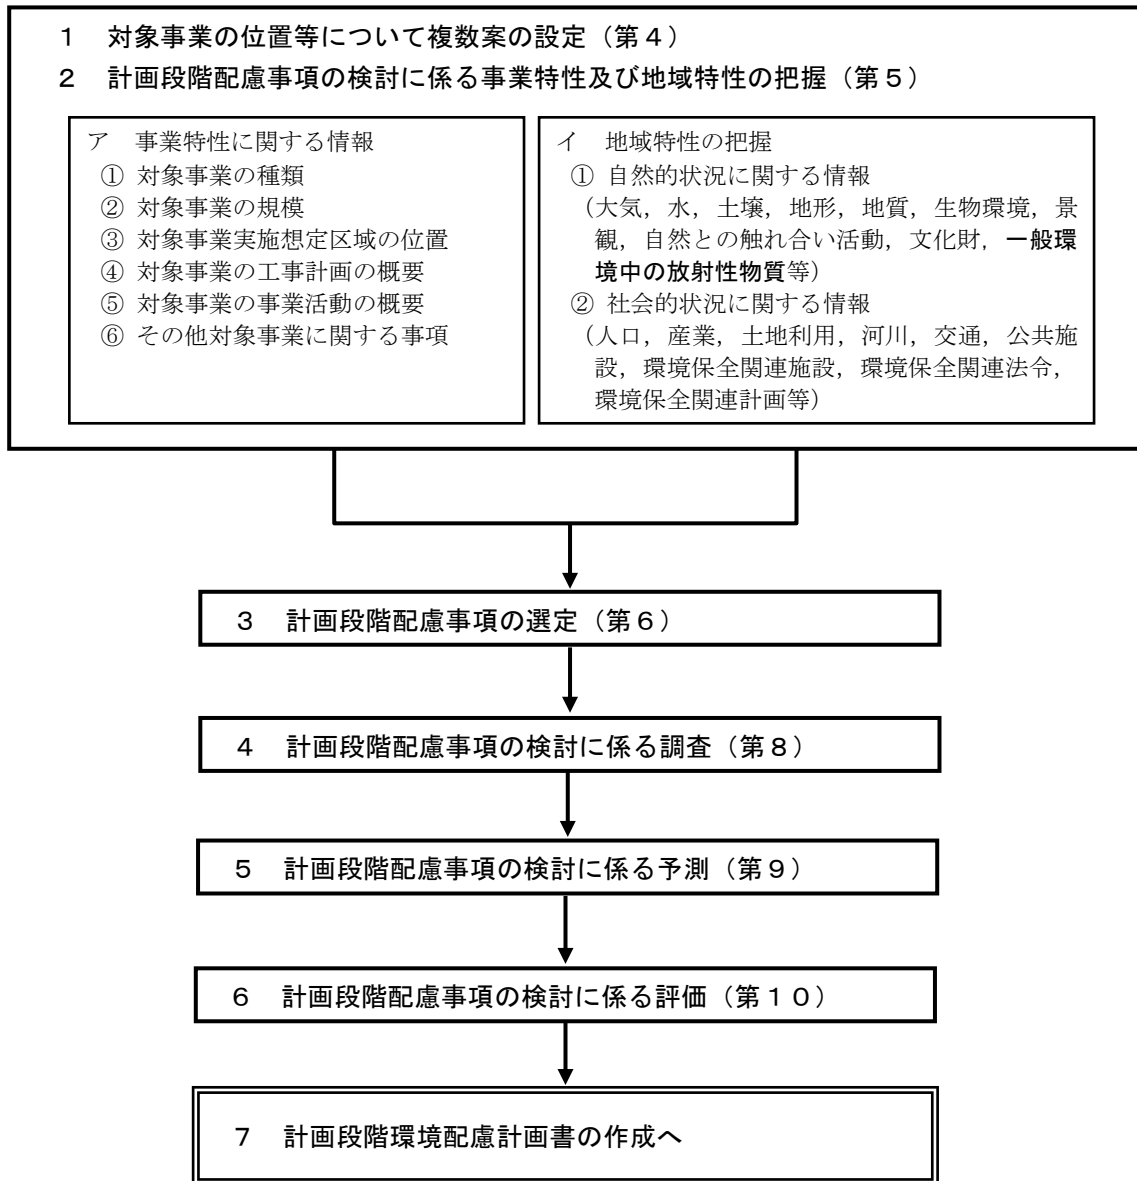 １　対象事業の位置等について複数案の設定（第４）
２　計画段階配慮事項の検討に係る事業特性及び地域特性の把握（第５）
ア　事業特性に関する情報
① 対象事業の種類
② 対象事業の規模
③ 対象事業実施想定区域の位置
④ 対象事業の工事計画の概要
⑤ 対象事業の事業活動の概要
⑥ その他対象事業に関する事項
イ　地域特性の把握
① 自然的状況に関する情報
（大気，水，土壌，地形，地質，生物環境，景
観，自然との触れ合い活動，文化財，一般環
境中の放射性物質等）
② 社会的状況に関する情報
（人口，産業，土地利用，河川，交通，公共施
設，環境保全関連施設，環境保全関連法令，
環境保全関連計画等）
３　計画段階配慮事項の選定（第６）
４　計画段階配慮事項の検討に係る調査（第８）
５　計画段階配慮事項の検討に係る予測（第９）
６　計画段階配慮事項の検討に係る評価（第１０）
７　計画段階環境配慮計画書の作成へ